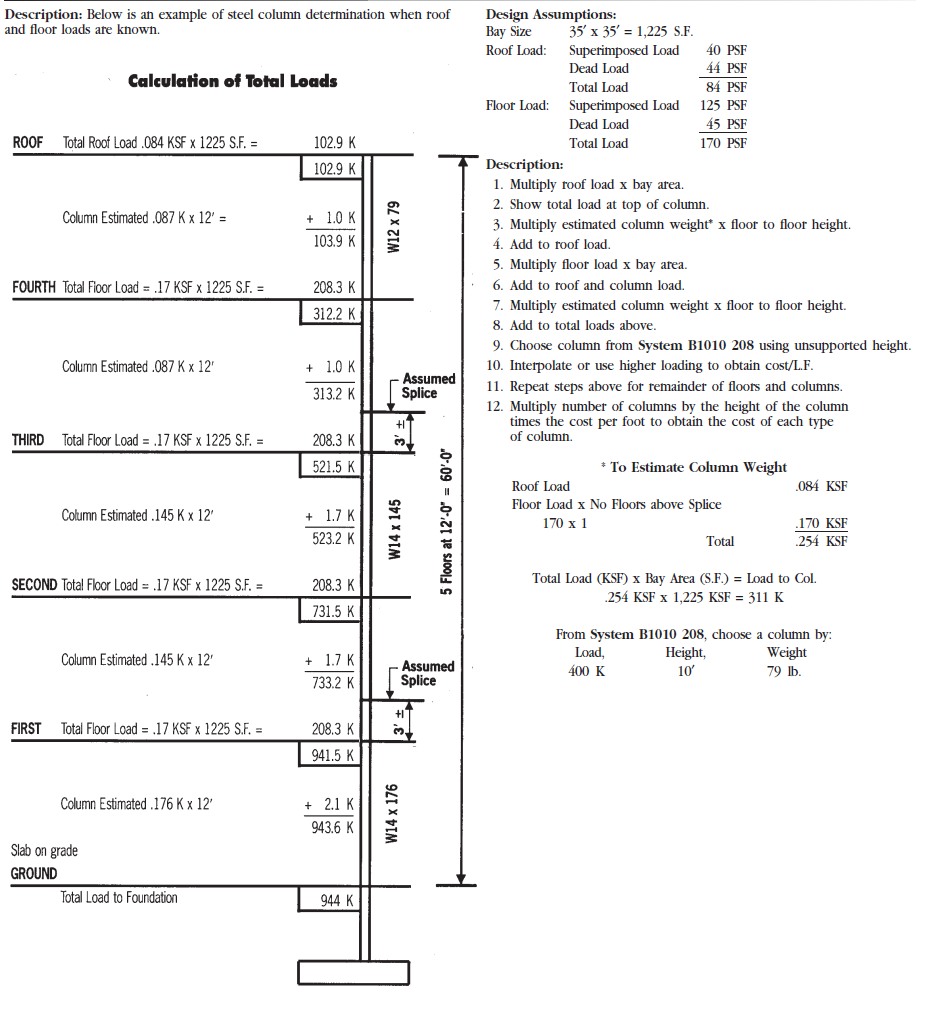 Description: Below is an example of steel column determination when roof
and floor loads are known.
Calculation of Total Loads
ROOF Total Roof Load .084 KSF x 1225 S.F. = 102.9 K
102.9 K
Column Estimated .087 K x 12' = + 1.0 K
103.9 K
W12 x 79
FOURTH Total Floor Load = .17 KSF x 1225 S.F. = 208.3 K
312.2 K
Column Estimated .087 K x 12' + 1.0 K
313.2 K
Assumed
Splice
3' ±
THIRD Total Floor Load = .17 KSF x 1225 S.F. = 208.3 K
521.5 K
Column Estimated .145 K x 12' + 1.7 K
523.2 K
W14 x 145
5 Floors at 12'-0" = 60'-0"
SECOND Total Floor Load = .17 KSF x 1225 S.F. = 208.3 K
731.5 K
Column Estimated .145 K x 12' + 1.7 K
733.2 K
Assumed
Splice
3' ±
FIRST Total Floor Load = .17 KSF x 1225 S.F. = 208.3 K
941.5 K
Column Estimated .176 K x 12' + 2.1 K
943.6 K
W14 x 176
Slab on grade
GROUND
Total Load to Foundation 944 K
Design Assumptions:
Bay Size 35' x 35' = 1,225 S.F.
Roof Load: Superimposed Load 40 PSF
Dead Load 44 PSF
Total Load 84 PSF
Floor Load: Superimposed Load 125 PSF
Dead Load 45 PSF
Total Load 170 PSF
Description:
1. Multiply roof load x bay area.
2. Show total load at top of column.
3. Multiply estimated column weight* x floor to floor height.
4. Add to roof load.
5. Multiply floor load x bay area.
6. Add to roof and column load.
7. Multiply estimated column weight x floor to floor height.
8. Add to total loads above.
9. Choose column from System B1010 208 using unsupported height.
10. Interpolate or use higher loading to obtain cost/L.F.
11. Repeat steps above for remainder of floors and columns.
12. Multiply number of columns by the height of the column
times the cost per foot to obtain the cost of each type
of column.
* To Estimate Column Weight
Roof Load .084 KSF
Floor Load x No Floors above Splice
170 x 1 .170 KSF
Total .254 KSF
Total Load (KSF) x Bay Area (S.F.) = Load to Col.
.254 KSF x 1,225 KSF = 311 K
From System B1010 208, choose a column by:
Load, Height, Weight
400 K 10' 79 lb.